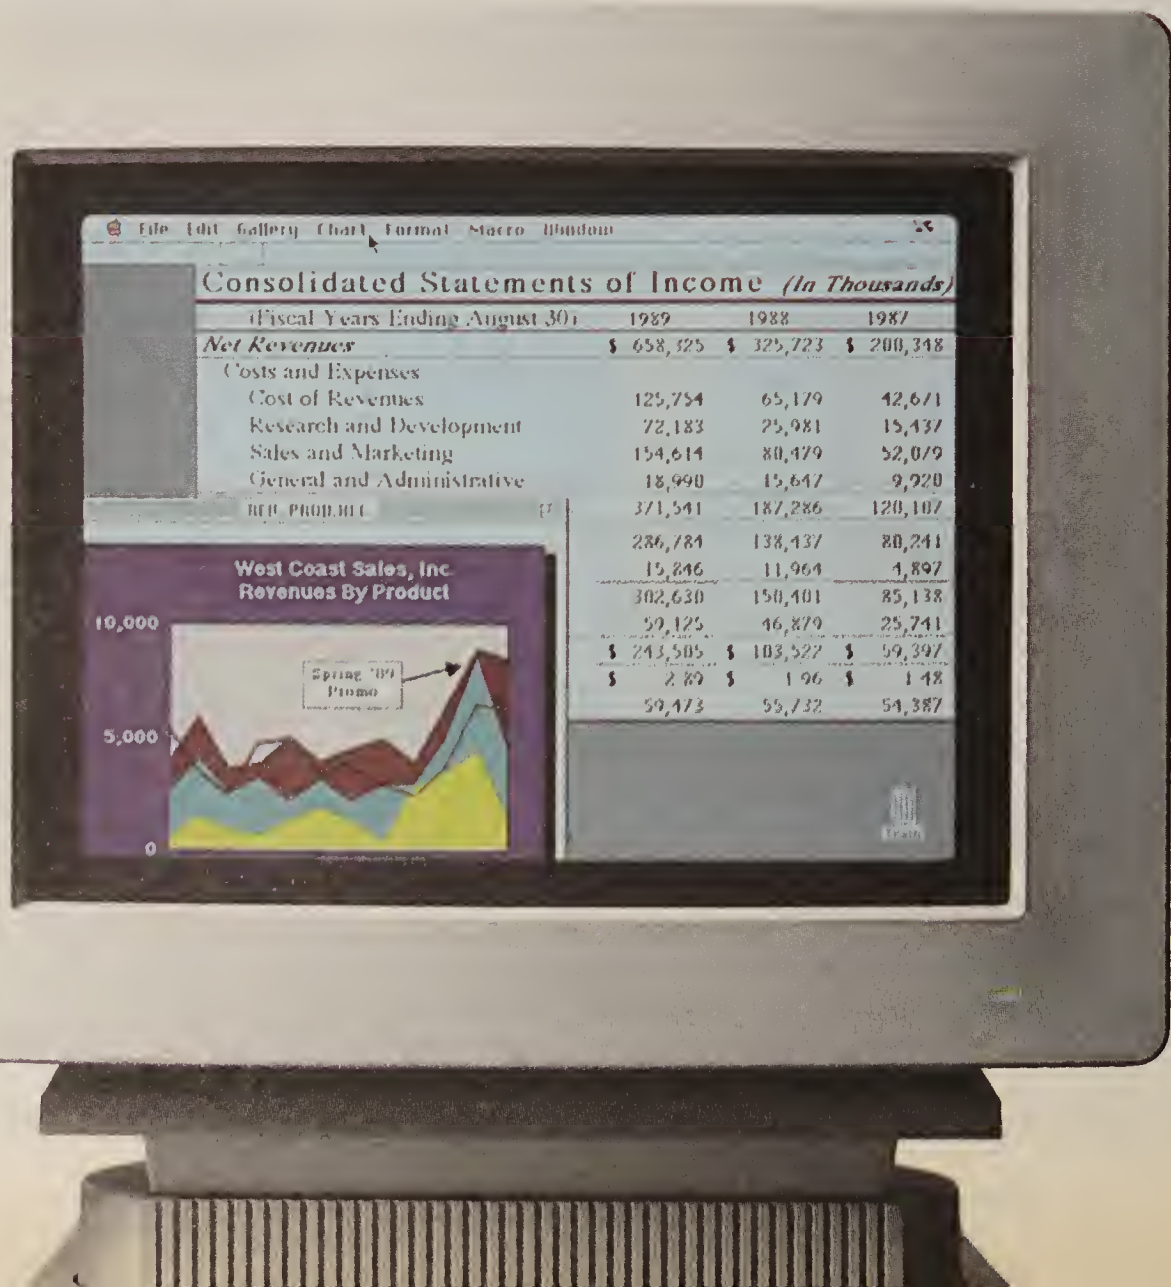 File Edit Gallery Chart Format Macro Window
Consolidated Statements of Income (In Thousands)
(Fiscal Years Ending August 30) 1989 1988 1987
Net Revenues $ 658,325 $ 325,723 $ 200,348
Costs and Expenses
Cost of Revenues 125,754 65,179 42,671
Research and Development 72,183 25,981 15,437
Sales and Marketing 154,614 80,479 52,079
General and Administrative 18,990 15,647 9,920
371,541 187,286 120,107
286,784 138,437 80,241
15,846 11,964 4,897
302,630 150,401 85,138
59,125 46,879 25,741
$ 243,505 $ 103,522 $ 59,397
$ 2.89 $ 1.96 $ 1.48
59,473 55,732 54,387
West Coast Sales, Inc.
Revenues By Product
10,000
Spring '89
Promo
5,000
0
Trash